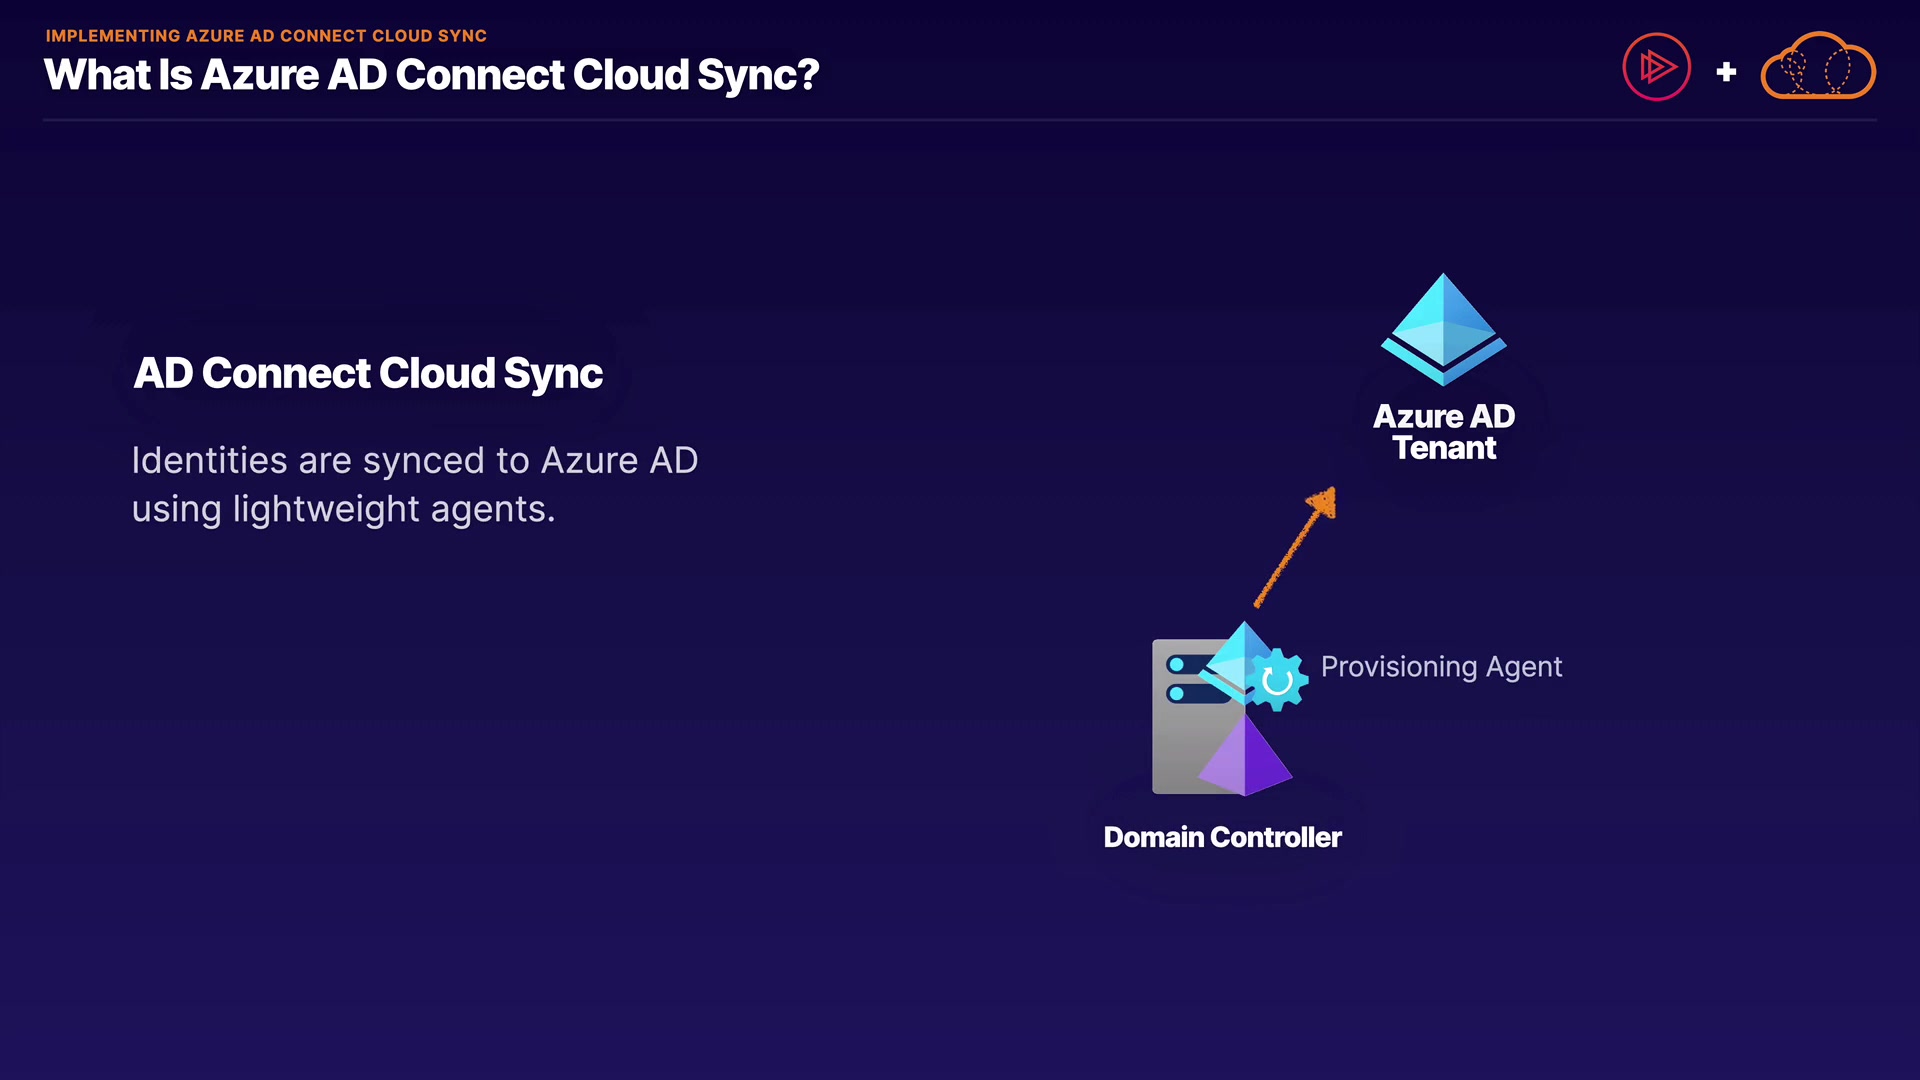 IMPLEMENTING AZURE AD CONNECT CLOUD SYNC
What Is Azure AD Connect Cloud Sync?
+
AD Connect Cloud Sync
Identities are synced to Azure AD
using lightweight agents.
Azure AD
Tenant
Provisioning Agent
Domain Controller